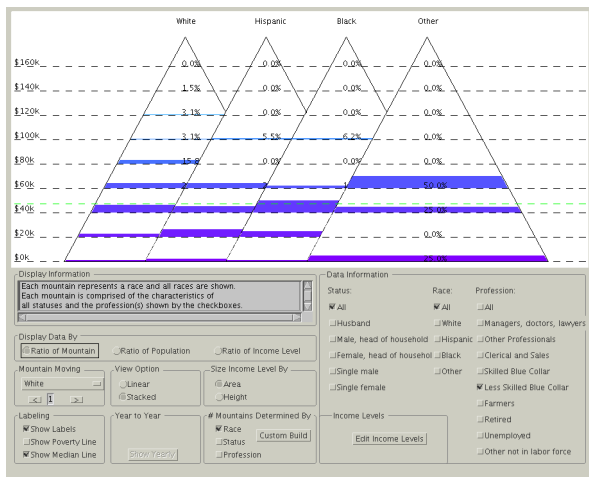 White Hispanic Black Other
$160k 0.0% 0.0% 0.0% 0.0%
$140k 1.5% 0.0% 0.0% 0.0%
$120k 3.1% 0.0% 0.0% 0.0%
$100k 3.1% 5.5% 6.2% 0.0%
$80k 15.8 0.0% 0.0% 0.0%
$60k 2 2 1 50.0%
$40k 25.0%
$20k 0.0%
$0k 25.0%
Display Information
Each mountain represents a race and all races are shown.
Each mountain is comprised of the characteristics of
all statuses and the profession(s) shown by the checkboxes.
Display Data By
Ratio of Mountain Ratio of Population Ratio of Income Level
Mountain Moving
White
< 1 >
View Option
Linear
Stacked
Size Income Level By
Area
Height
Labeling
Show Labels
Show Poverty Line
Show Median Line
Year to Year
Show Yearly
# Mountains Determined By
Race
Status
Profession
Custom Build
Income Levels
Edit Income Levels
Data Information
Status:
All
Husband
Male, head of household
Female, head of househol
Single male
Single female
Race:
All
White
Hispanic
Black
Other
Profession:
All
Managers, doctors, lawyers
Other Professionals
Clerical and Sales
Skilled Blue Collar
Less Skilled Blue Collar
Farmers
Retired
Unemployed
Other not in labor force